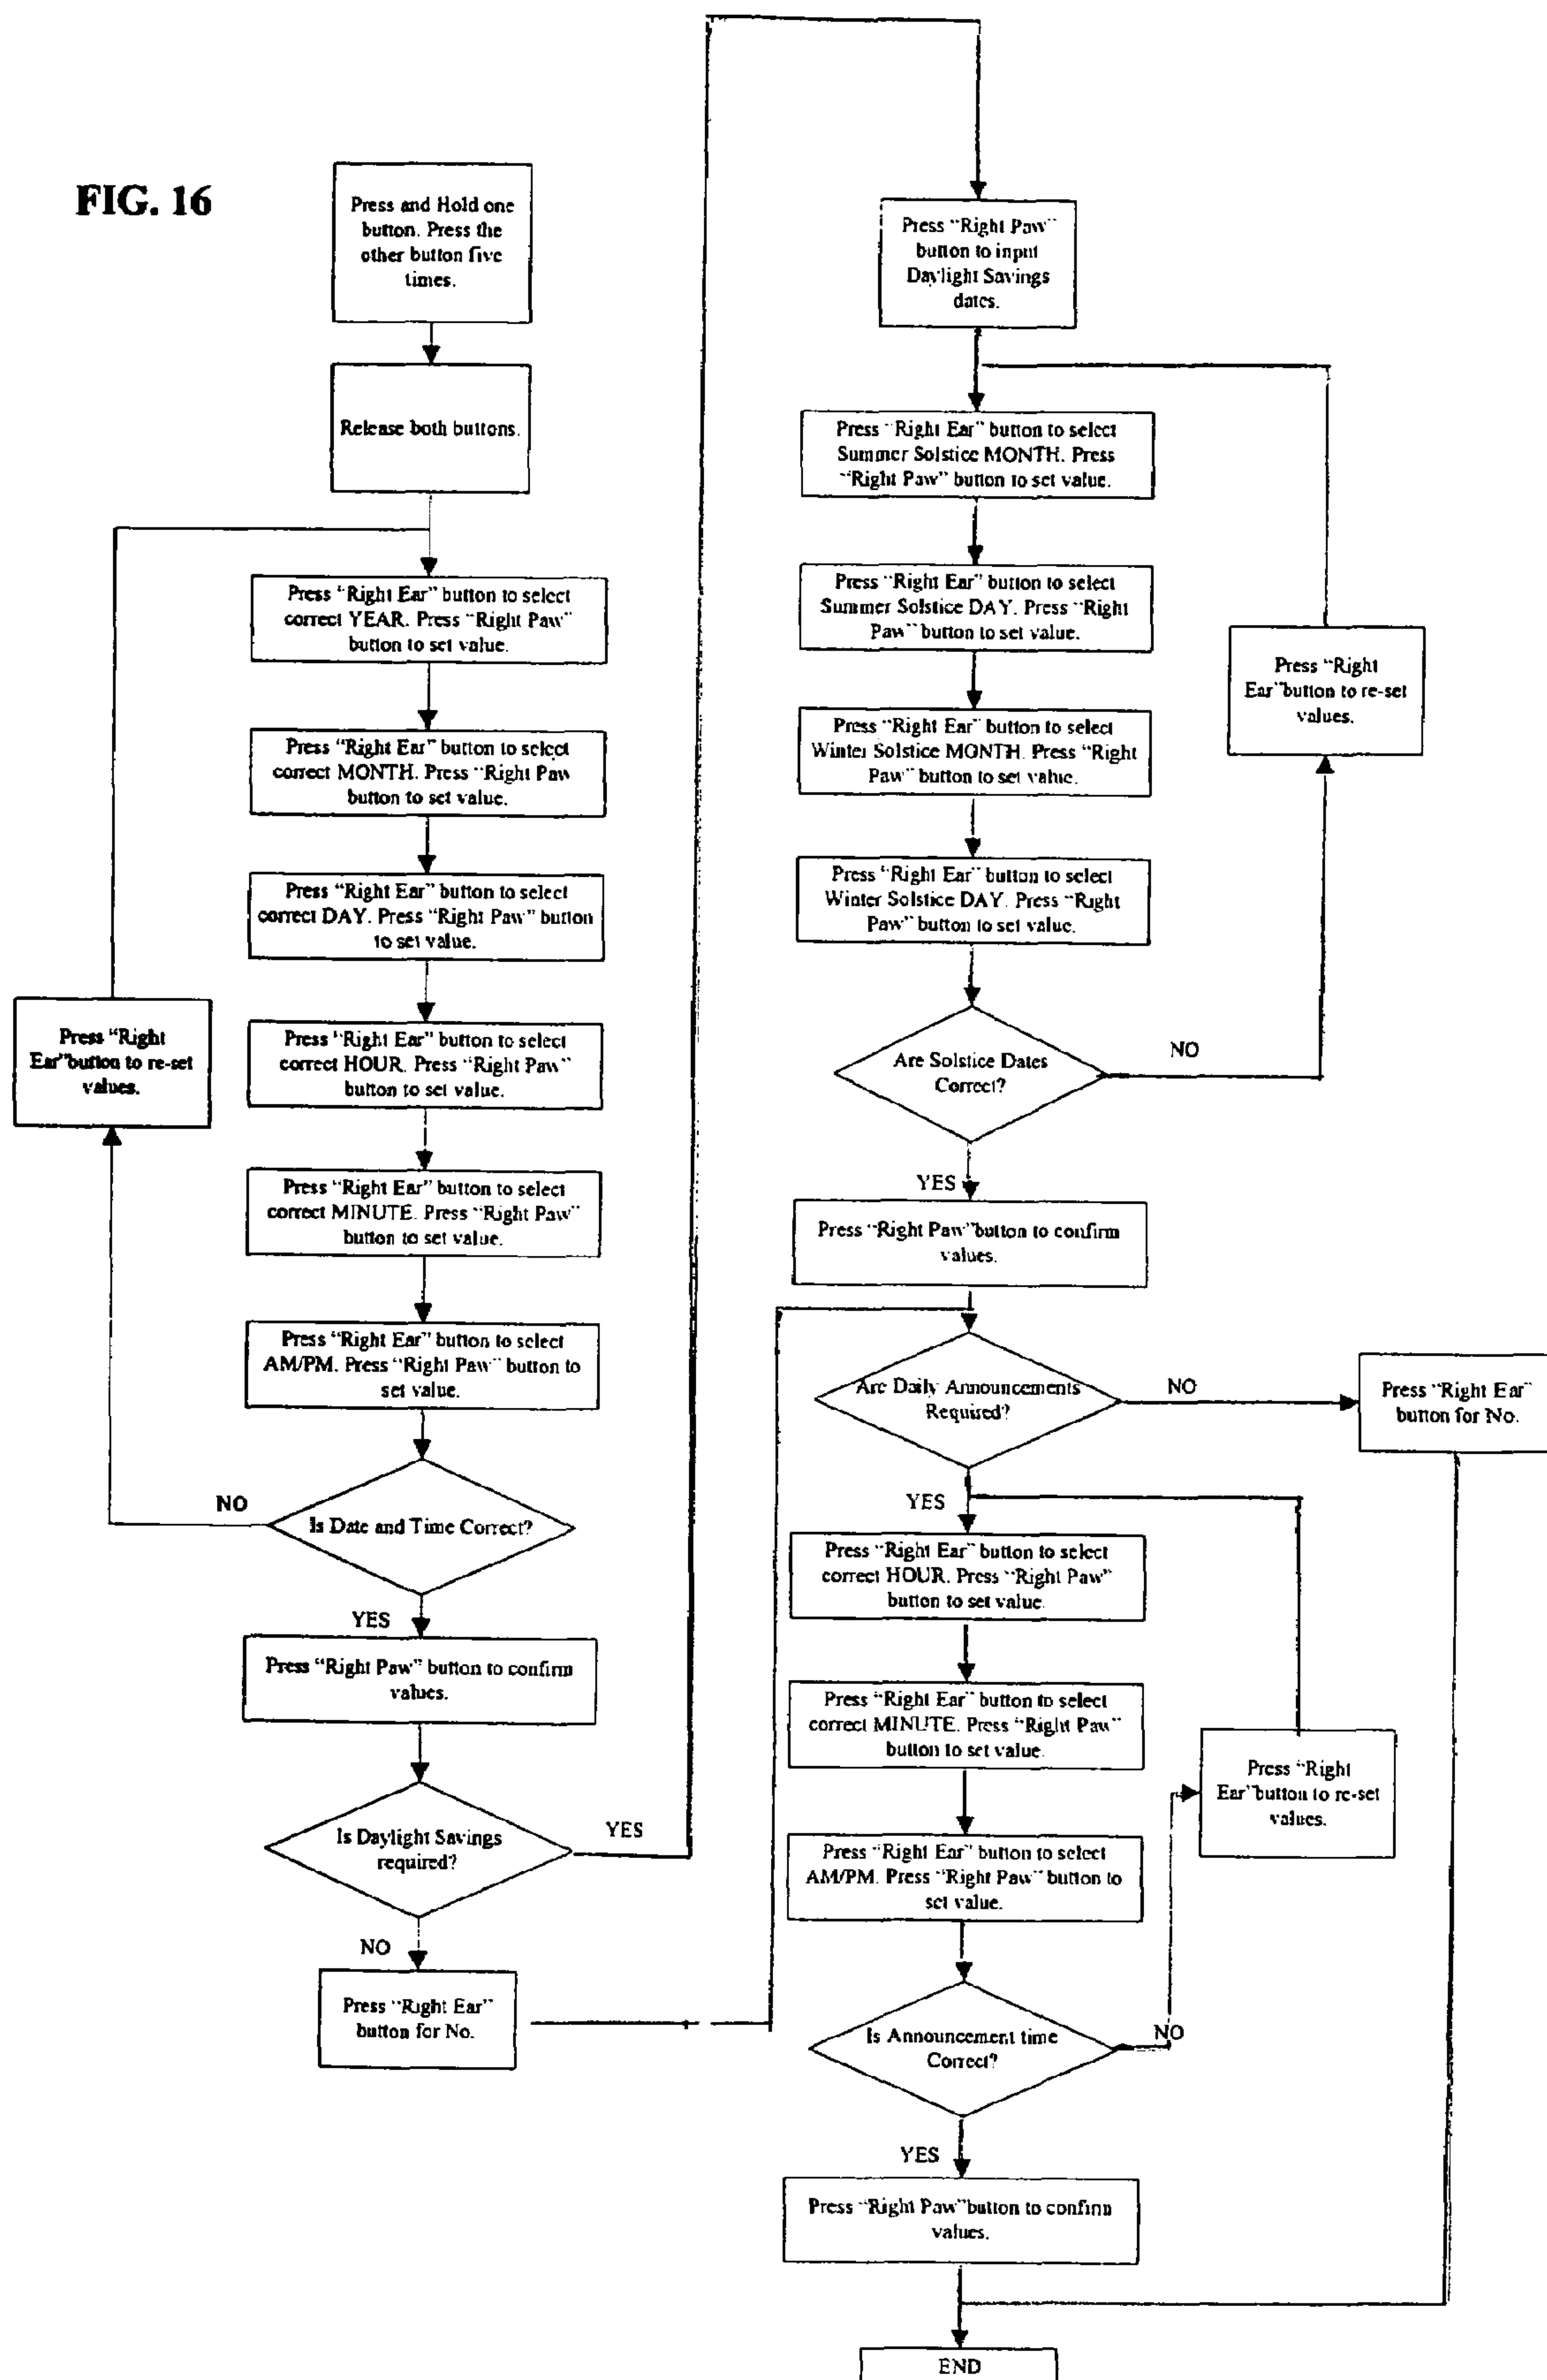 FIG. 16
Press and Hold one
button. Press the
other button five
times.
Release both buttons.
Press "Right Ear" button to select
correct YEAR. Press "Right Paw"
button to set value.
Press "Right Ear" button to select
correct MONTH. Press "Right Paw
button to set value.
Press "Right Ear" button to select
correct DAY. Press "Right Paw" button
to set value.
Press "Right Ear" button to select
correct HOUR. Press "Right Paw"
button to set value.
Press "Right Ear" button to select
correct MINUTE. Press "Right Paw"
button to set value.
Press "Right Ear" button to select
AM/PM. Press "Right Paw" button to
set value.
Is Date and Time Correct?
NO
Press "Right
Ear"button to re-set
values.
YES
Press "Right Paw" button to confirm
values.
Is Daylight Savings
required?
YES
NO
Press "Right Ear"
button for No.
Press "Right Paw"
button to input
Daylight Savings
dates.
Press "Right Ear" button to select
Summer Solstice MONTH. Press
"Right Paw" button to set value.
Press "Right Ear" button to select
Summer Solstice DAY. Press "Right
Paw" button to set value.
Press "Right Ear" button to select
Winter Solstice MONTH. Press "Right
Paw" button to set value.
Press "Right Ear" button to select
Winter Solstice DAY. Press "Right
Paw" button to set value.
Are Solstice Dates
Correct?
NO
Press "Right
Ear"button to re-set
values.
YES
Press "Right Paw"button to confirm
values.
Are Daily Announcements
Required?
NO
Press "Right Ear"
button for No.
YES
Press "Right Ear" button to select
correct HOUR. Press "Right Paw"
button to set value.
Press "Right Ear" button to select
correct MINUTE. Press "Right Paw"
button to set value.
Press "Right Ear" button to select
AM/PM. Press "Right Paw" button to
set value.
Is Announcement time
Correct?
NO
Press "Right
Ear"button to re-set
values.
YES
Press "Right Paw"button to confirm
values.
END